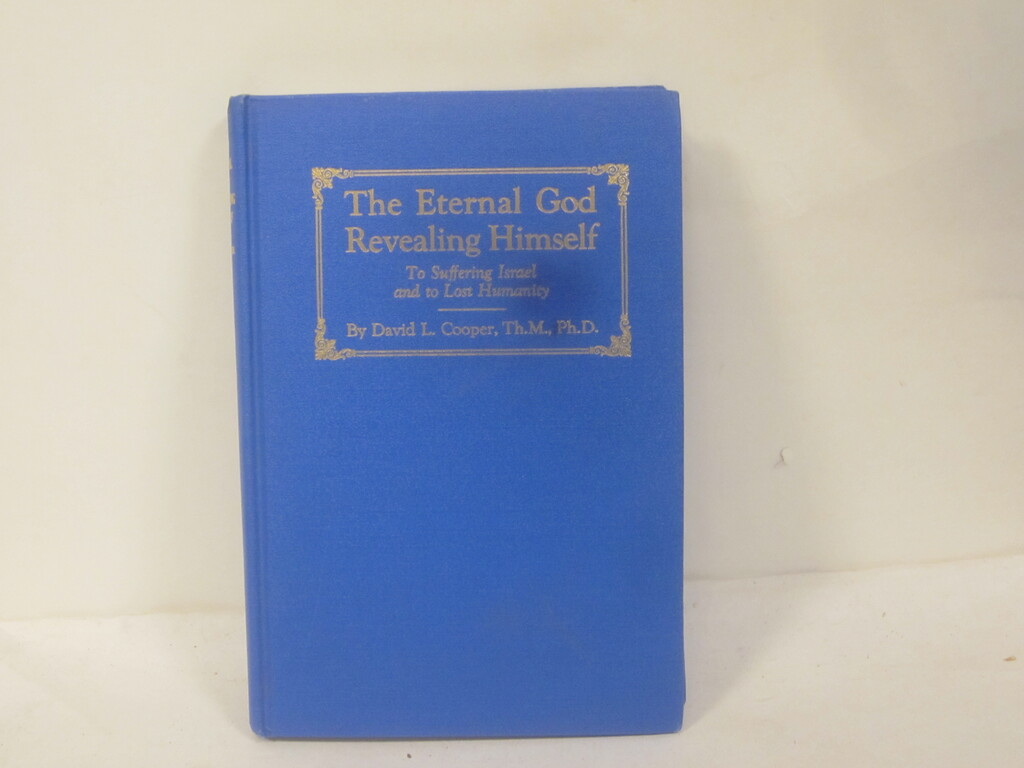 The Eternal God
Revealing Himself
To Suffering Israel
and to Lost Humanity
By David L. Cooper, Th.M., Ph.D.